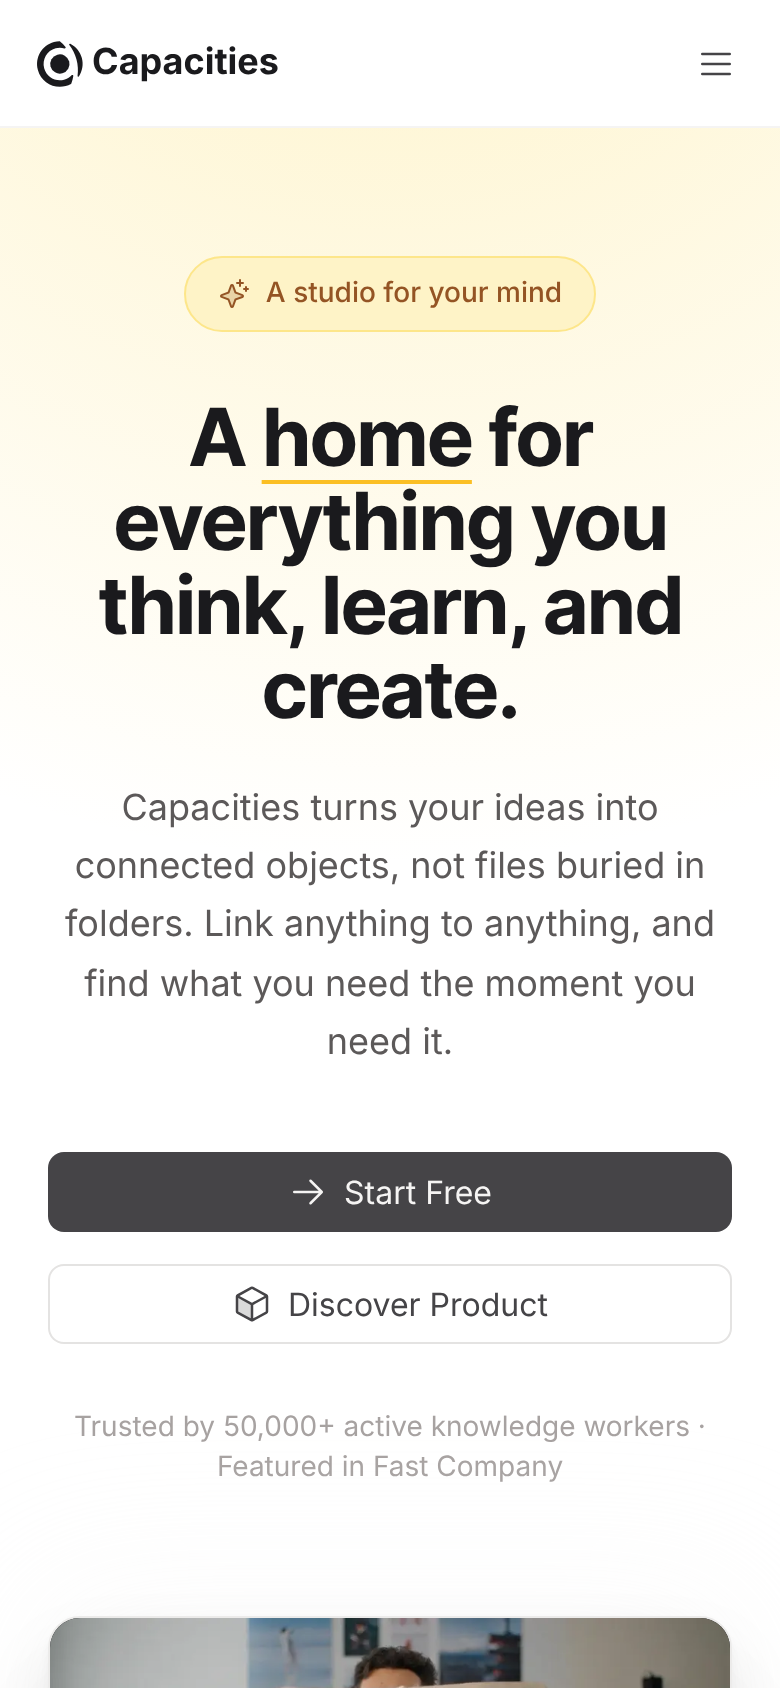 Capacities
A studio for your mind
A home for
everything you
think, learn, and
create.
Capacities turns your ideas into
connected objects, not files buried in
folders. Link anything to anything, and
find what you need the moment you
need it.
Start Free
Discover Product
Trusted by 50,000+ active knowledge workers ·
Featured in Fast Company